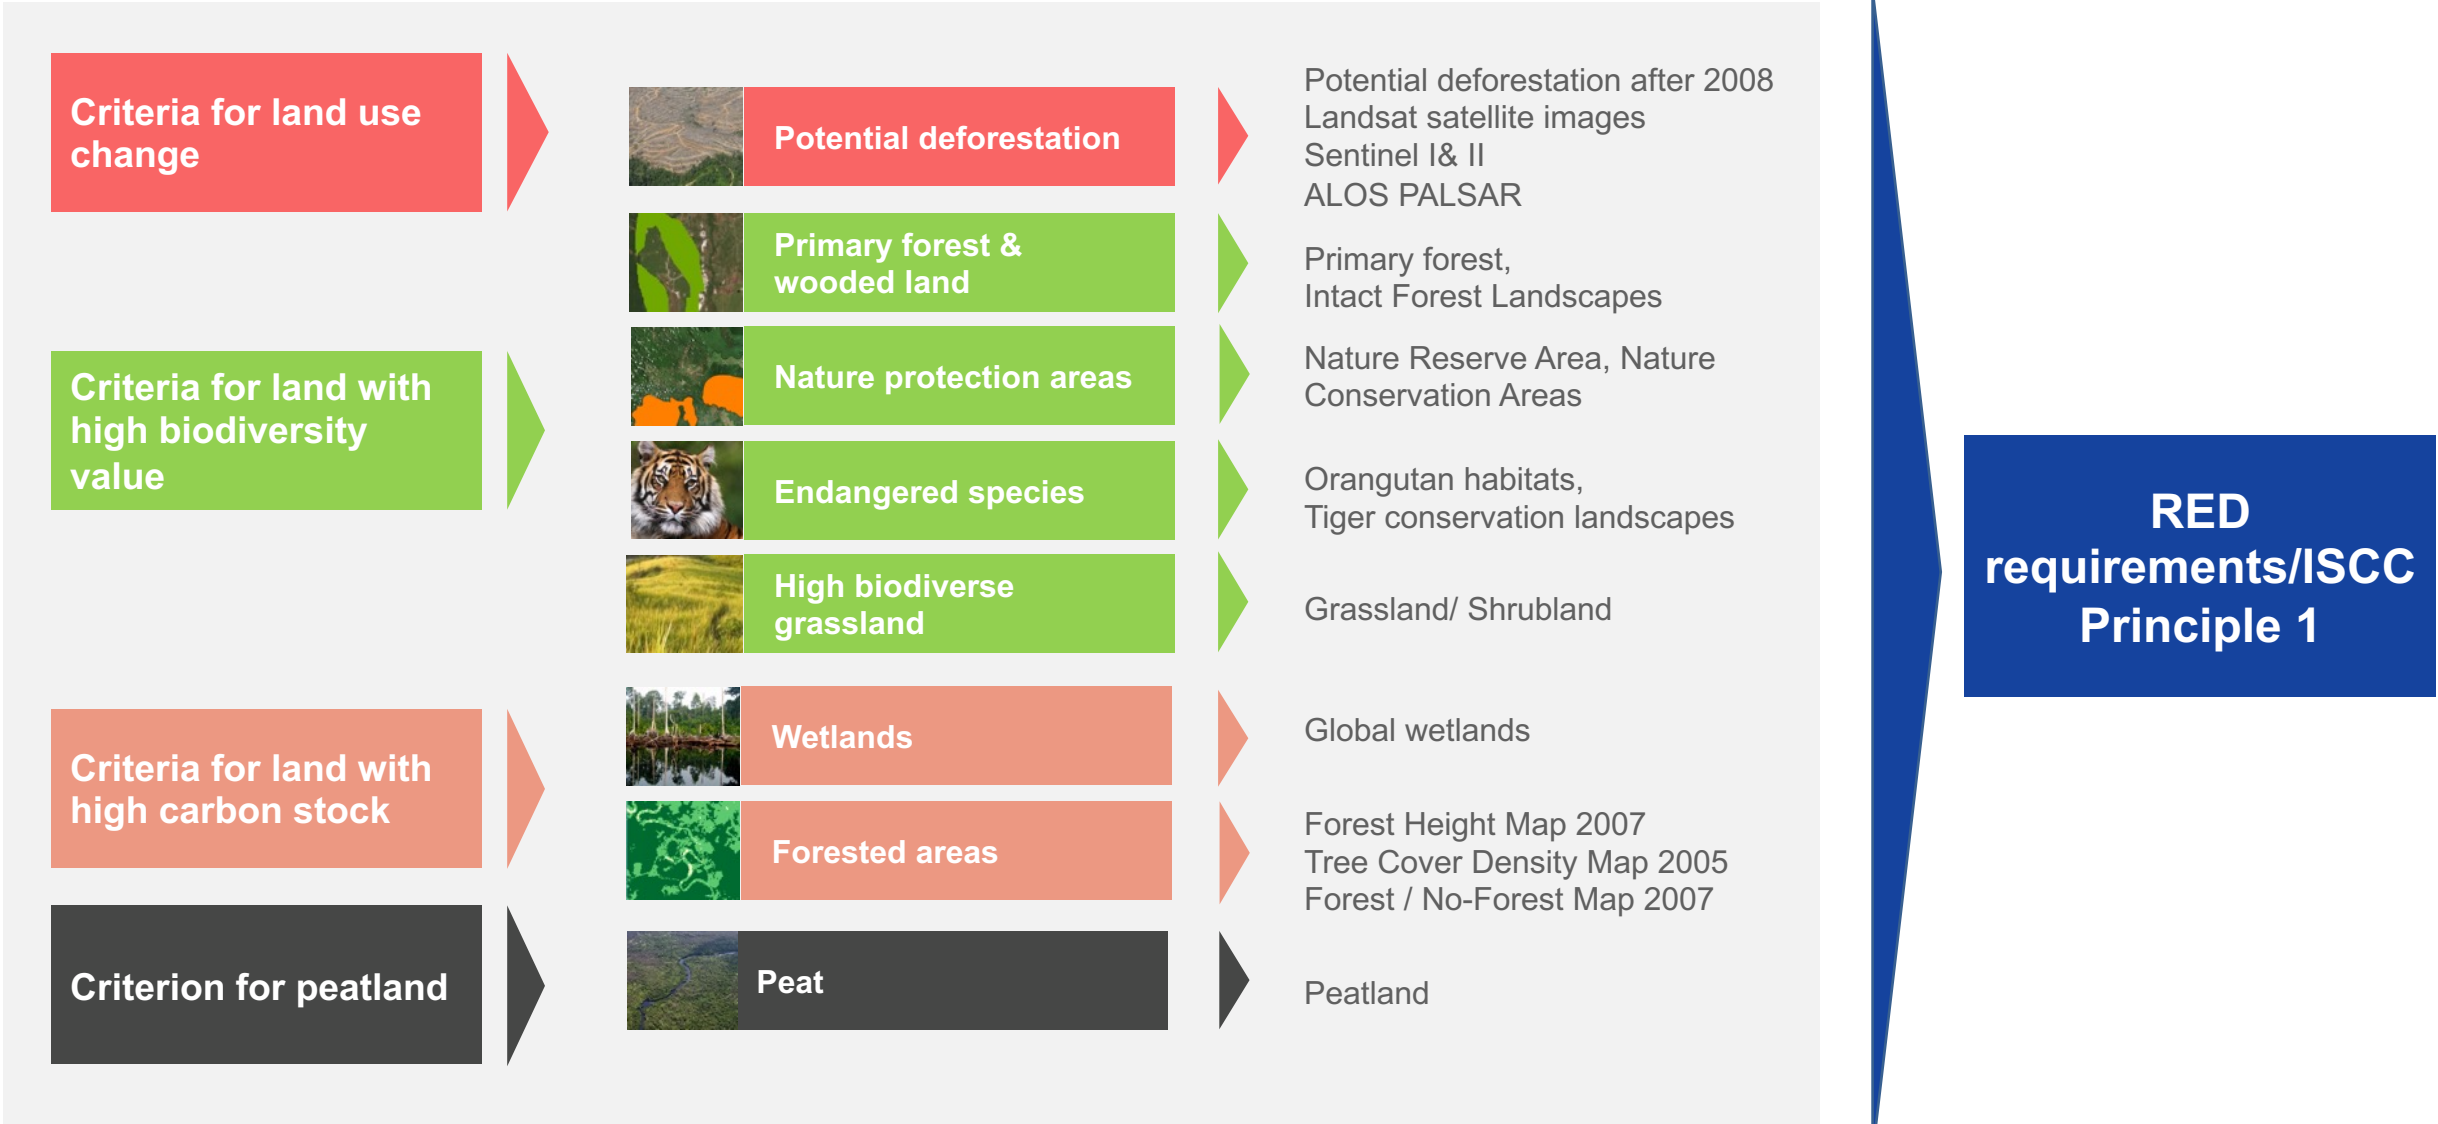 Criteria for land use
change
Potential deforestation
Potential deforestation after 2008
Landsat satellite images
Sentinel I& II
ALOS PALSAR
Criteria for land with
high biodiversity
value
Primary forest &
wooded land
Primary forest,
Intact Forest Landscapes
Nature protection areas
Nature Reserve Area, Nature
Conservation Areas
Endangered species
Orangutan habitats,
Tiger conservation landscapes
High biodiverse
grassland
Grassland/ Shrubland
Criteria for land with
high carbon stock
Wetlands
Global wetlands
Forested areas
Forest Height Map 2007
Tree Cover Density Map 2005
Forest / No-Forest Map 2007
Criterion for peatland
Peat
Peatland
RED
requirements/ISCC
Principle 1